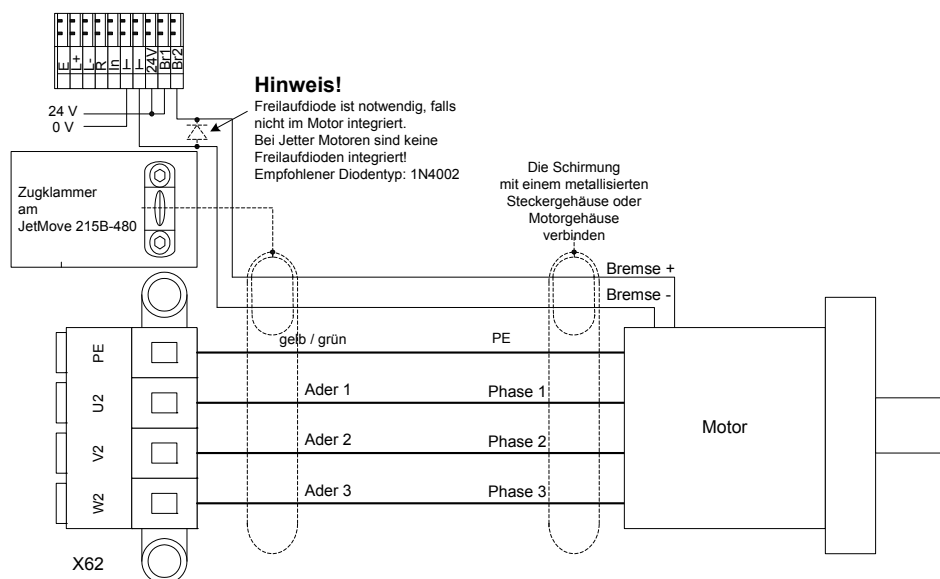 E
L+
L-
R
In
⊥
⊥
24V
Br1
Br2
24 V
0 V
Hinweis!
Freilaufdiode ist notwendig, falls
nicht im Motor integriert.
Bei Jetter Motoren sind keine
Freilaufdioden integriert!
Empfohlener Diodentyp: 1N4002
Zugklammer
am
JetMove 215B-480
Die Schirmung
mit einem metallisierten
Steckergehäuse oder
Motorgehäuse
verbinden
Bremse +
Bremse -
PE
gelb / grün
PE
U2
Ader 1
Phase 1
V2
Ader 2
Phase 2
W2
Ader 3
Phase 3
Motor
X62